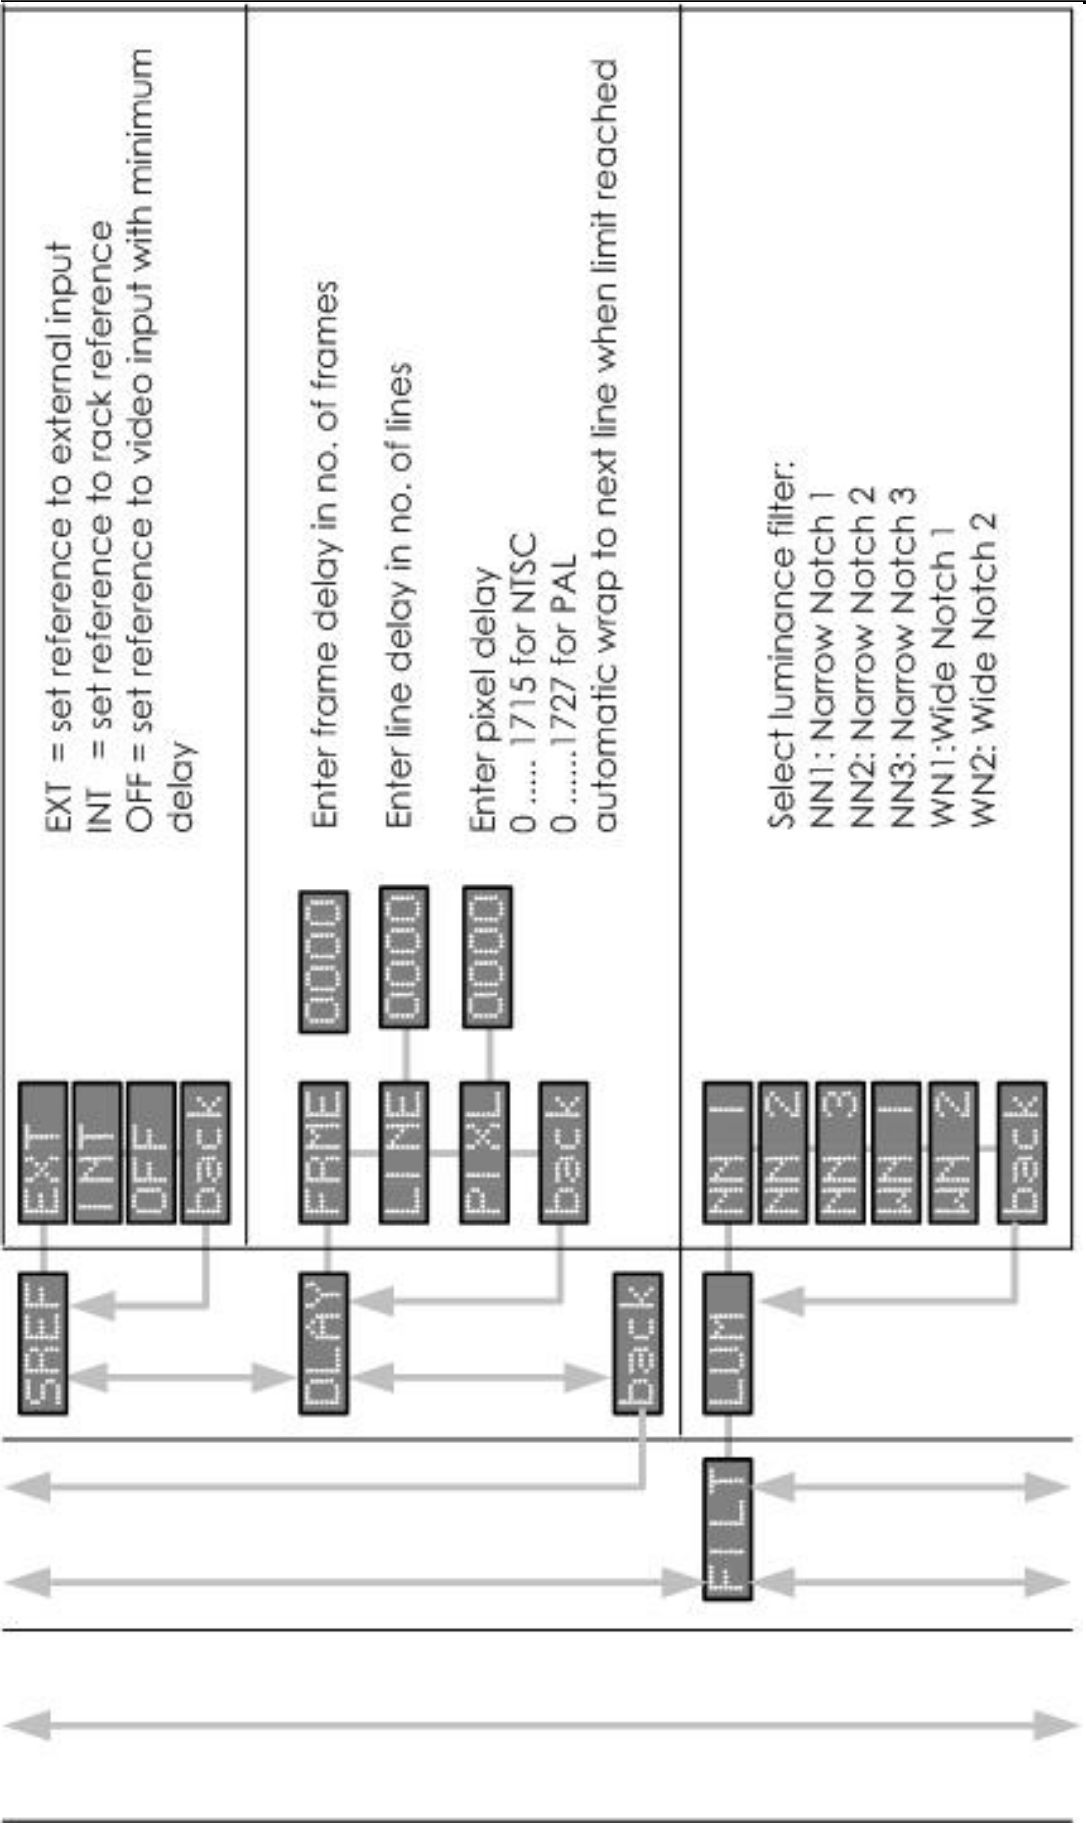 SREF
EXT
INT
OFF
back
EXT = set reference to external input
INT = set reference to rack reference
OFF = set reference to video input with minimum
delay
DLAY
FRME
0000
Enter frame delay in no. of frames
LINE
0000
Enter line delay in no. of lines
PIXL
0000
Enter pixel delay
0 ..... 1715 for NTSC
0 ......1727 for PAL
automatic wrap to next line when limit reached
back
back
FILT
LUM
NN 1
NN 2
NN 3
WN 1
WN 2
back
Select luminance filter:
NN1: Narrow Notch 1
NN2: Narrow Notch 2
NN3: Narrow Notch 3
WN1:Wide Notch 1
WN2: Wide Notch 2